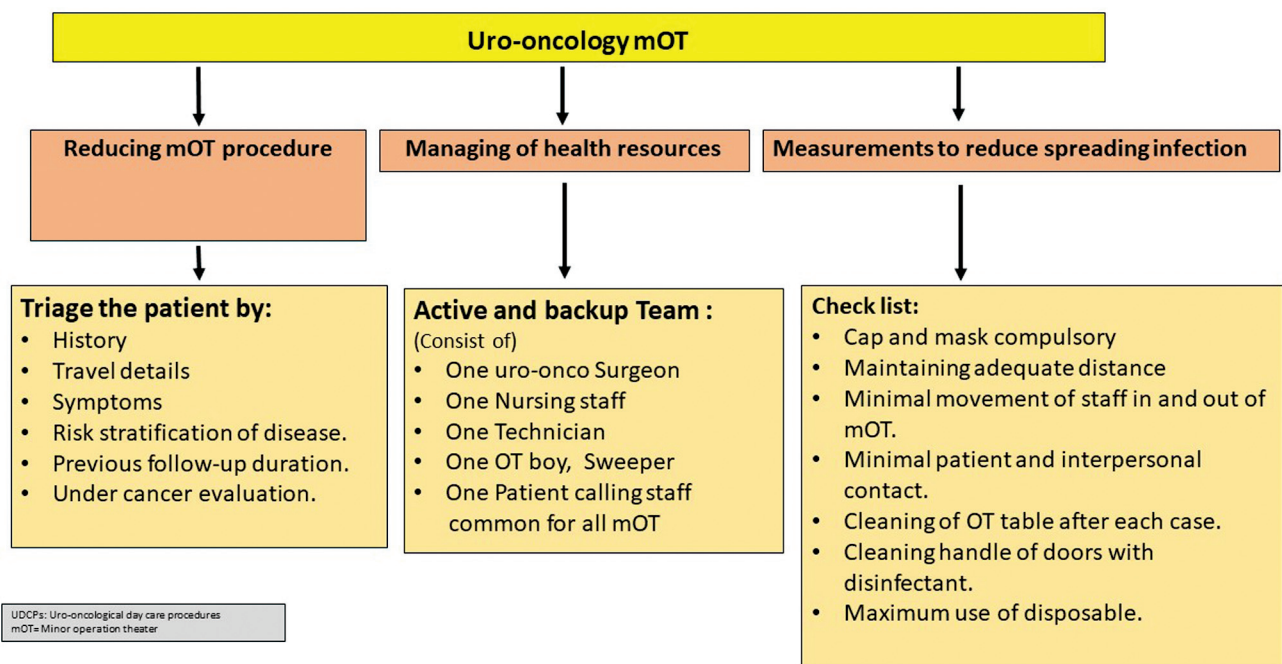 Uro-oncology mOT
Reducing mOT procedure
Managing of health resources
Measurements to reduce spreading infection
Triage the patient by:
• History
• Travel details
• Symptoms
• Risk stratification of disease.
• Previous follow-up duration.
• Under cancer evaluation.
Active and backup Team :
(Consist of)
• One uro-onco Surgeon
• One Nursing staff
• One Technician
• One OT boy, Sweeper
• One Patient calling staff
common for all mOT
Check list:
• Cap and mask compulsory
• Maintaining adequate distance
• Minimal movement of staff in and out of
mOT.
• Minimal patient and interpersonal
contact.
• Cleaning of OT table after each case.
• Cleaning handle of doors with
disinfectant.
• Maximum use of disposable.
UDCPs: Uro-oncological day care procedures
mOT= Minor operation theater